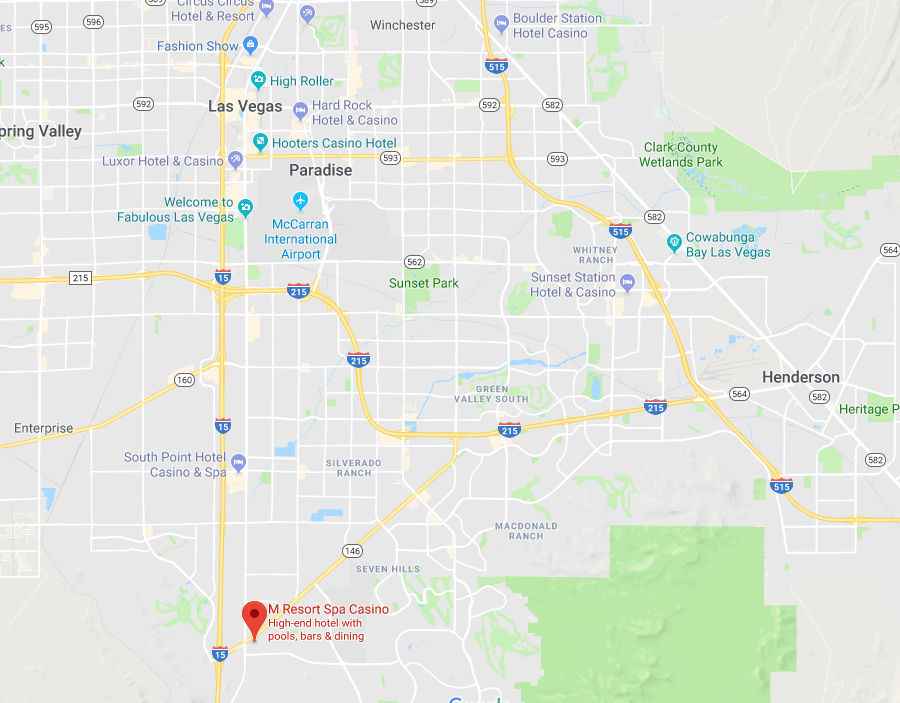 Circus Circus
Hotel & Resort
589
595
596
Winchester
Boulder Station
Hotel Casino
Fashion Show
515
High Roller
592
Las Vegas
Hard Rock
Hotel & Casino
592
582
pring Valley
Hooters Casino Hotel
Clark County
Wetlands Park
Luxor Hotel & Casino
593
593
Paradise
Welcome to
Fabulous Las Vegas
McCarran
International
Airport
582
515
Cowabunga
Bay Las Vegas
WHITNEY
RANCH
564
562
Sunset Park
Sunset Station
Hotel & Casino
215
15
215
215
160
Henderson
GREEN
VALLEY SOUTH
564
582
215
Heritage P
Enterprise
15
215
South Point Hotel
Casino & Spa
SILVERADO
RANCH
582
515
MACDONALD
RANCH
146
SEVEN HILLS
M Resort Spa Casino
High-end hotel with
pools, bars & dining
15